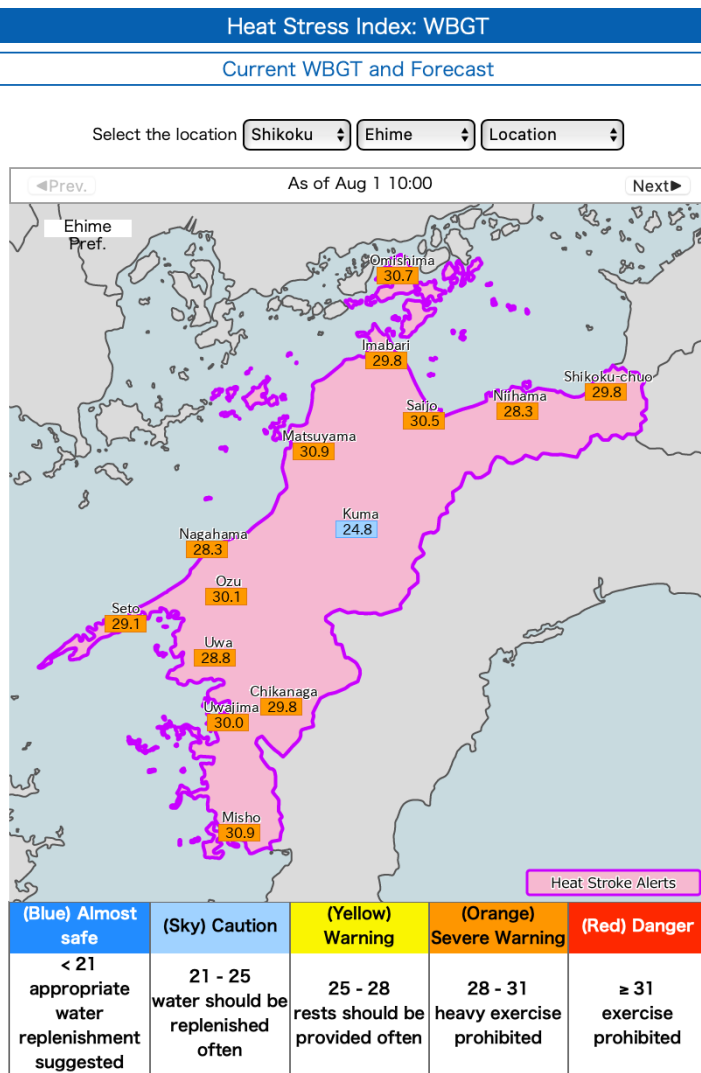 Heat Stress Index: WBGT
Current WBGT and Forecast
Select the location Shikoku Ehime Location
◀Prev. As of Aug 1 10:00 Next▶
Ehime
Pref.
Omishima
30.7
Imabari
29.8
Shikoku-chuo
29.8
Niihama
28.3
Saijo
30.5
Matsuyama
30.9
Kuma
24.8
Nagahama
28.3
Ozu
30.1
Seto
29.1
Uwa
28.8
Chikanaga
29.8
Uwajima
30.0
Misho
30.9
Heat Stroke Alerts
(Blue) Almost
safe
< 21
appropriate
water
replenishment
suggested
(Sky) Caution
21 - 25
water should be
replenished
often
(Yellow)
Warning
25 - 28
rests should be
provided often
(Orange)
Severe Warning
28 - 31
heavy exercise
prohibited
(Red) Danger
≥ 31
exercise
prohibited